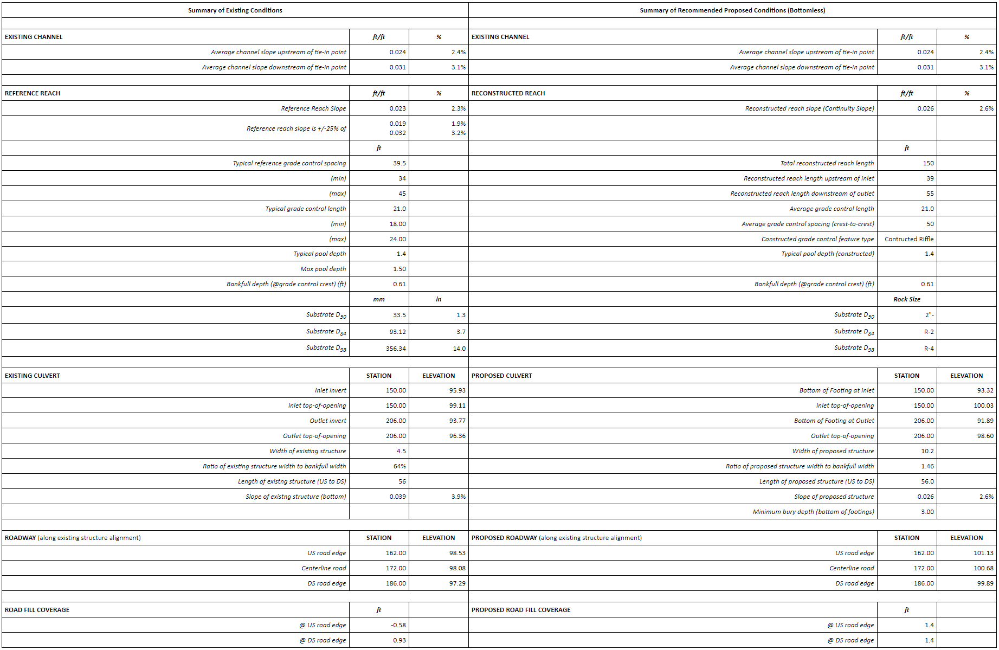 Summary of Existing Conditions Summary of Recommended Proposed Conditions (Bottomless)
EXISTING CHANNEL ft/ft % EXISTING CHANNEL ft/ft %
Average channel slope upstream of tie-in point 0.024 2.4% Average channel slope upstream of tie-in point 0.024 2.4%
Average channel slope downstream of tie-in point 0.031 3.1% Average channel slope downstream of tie-in point 0.031 3.1%
REFERENCE REACH ft/ft % RECONSTRUCTED REACH ft/ft %
Reference Reach Slope 0.023 2.3% Reconstructed reach slope (Continuity Slope) 0.026 2.6%
Reference reach slope is +/-25% of 0.019 1.9%
0.032 3.2%
ft ft
Typical reference grade control spacing 39.5 Total reconstructed reach length 150
(min) 34 Reconstructed reach length upstream of inlet 39
(max) 45 Reconstructed reach length downstream of outlet 55
Typical grade control length 21.0 Average grade control length 21.0
(min) 18.00 Average grade control spacing (crest-to-crest) 50
(max) 24.00 Constructed grade control feature type Contructed Riffle
Typical pool depth 1.4 Typical pool depth (constructed) 1.4
Max pool depth 1.50
Bankfull depth (@grade control crest) (ft) 0.61 Bankfull depth (@grade control crest) (ft) 0.61
mm in Rock Size
Substrate D50 33.5 1.3 Substrate D50 2"-
Substrate D84 93.12 3.7 Substrate D84 R-2
Substrate D98 356.34 14.0 Substrate D98 R-4
EXISTING CULVERT STATION ELEVATION PROPOSED CULVERT STATION ELEVATION
Inlet invert 150.00 95.93 Bottom of Footing at Inlet 150.00 93.32
Inlet top-of-opening 150.00 99.11 Inlet top-of-opening 150.00 100.03
Outlet invert 206.00 93.77 Bottom of Footing at Outlet 206.00 91.89
Outlet top-of-opening 206.00 96.36 Outlet top-of-opening 206.00 98.60
Width of existing structure 4.5 Width of proposed structure 10.2
Ratio of existing structure width to bankfull width 64% Ratio of proposed structure width to bankfull width 1.46
Length of existng structure (US to DS) 56 Length of proposed structure (US to DS) 56.0
Slope of existng structure (bottom) 0.039 3.9% Slope of proposed structure 0.026 2.6%
Minimum bury depth (bottom of footings) 3.00
ROADWAY (along existing structure alignment) STATION ELEVATION PROPOSED ROADWAY (along existing structure alignment) STATION ELEVATION
US road edge 162.00 98.53 US road edge 162.00 101.13
Centerline road 172.00 98.08 Centerline road 172.00 100.68
DS road edge 186.00 97.29 DS road edge 186.00 99.89
ROAD FILL COVERAGE ft PROPOSED ROAD FILL COVERAGE ft
@ US road edge -0.58 @ US road edge 1.4
@ DS road edge 0.93 @ DS road edge 1.4